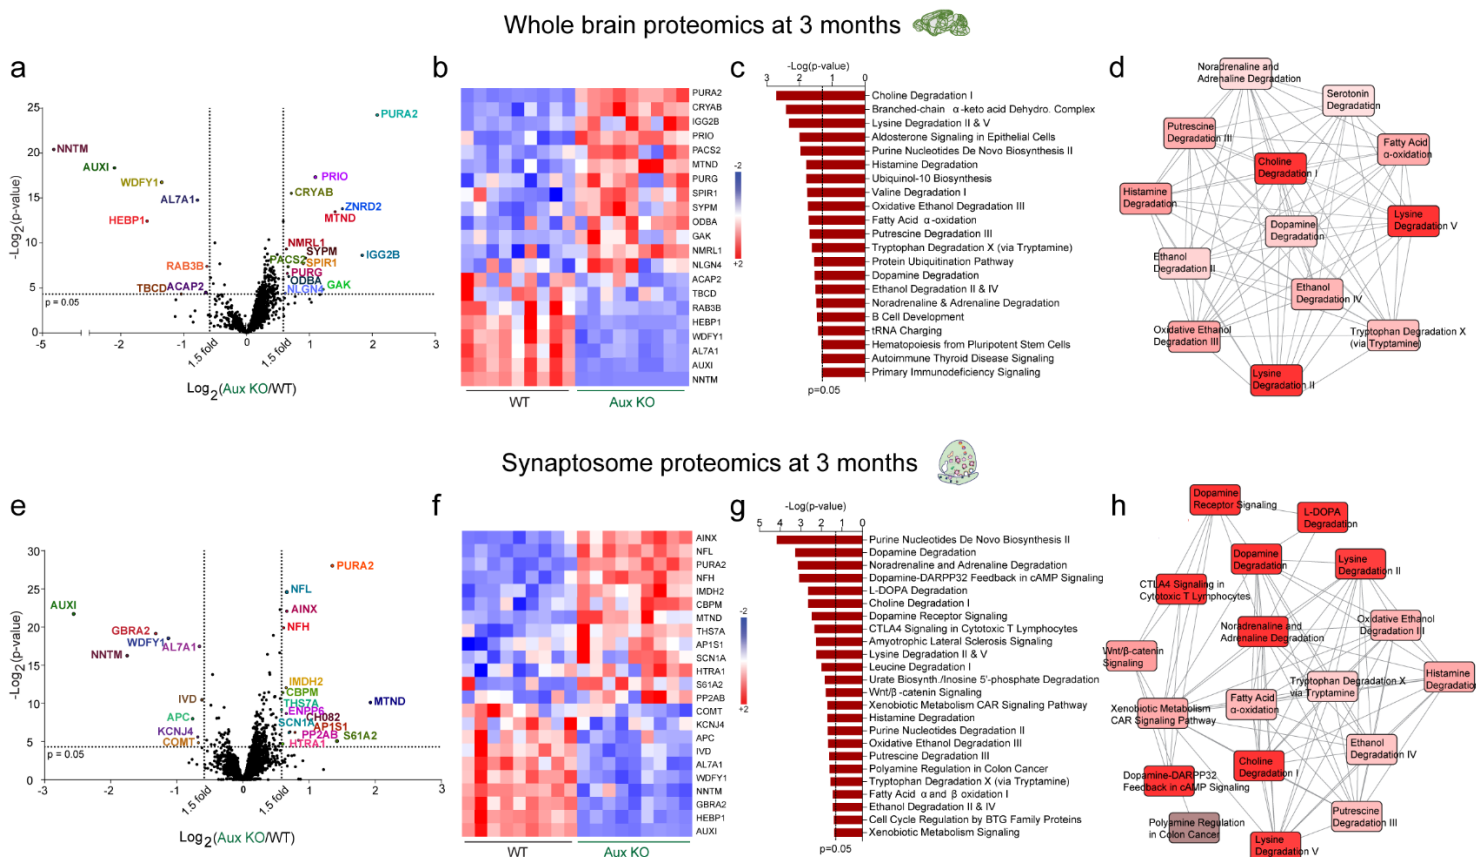 Whole brain proteomics at 3 months
a
-Log2(p-value)
25
20
15
10
5
0
-5
-2
-1
0
1
2
3
1.5 fold
1.5 fold
p = 0.05
Log2(Aux KO/WT)
NNTM
AUXI
WDFY1
AL7A1
HEBP1
RAB3B
TBCD
ACAP2
PURA2
PRIO
CRYAB
ZNRD2
MTND
NMRL1
SYPM
IGG2B
PACS2
SPIR1
PURG
ODBA
NLGN4
GAK
b
PURA2
CRYAB
IGG2B
PRIO
PACS2
MTND
PURG
SPIR1
SYPM
ODBA
GAK
NMRL1
NLGN4
ACAP2
TBCD
RAB3B
HEBP1
WDFY1
AL7A1
AUXI
NNTM
WT
Aux KO
-2
+2
c
-Log(p-value)
3
2
1
0
Choline Degradation I
Branched-chain α-keto acid Dehydro. Complex
Lysine Degradation II & V
Aldosterone Signaling in Epithelial Cells
Purine Nucleotides De Novo Biosynthesis II
Histamine Degradation
Ubiquinol-10 Biosynthesis
Valine Degradation I
Oxidative Ethanol Degradation III
Fatty Acid α-oxidation
Putrescine Degradation III
Tryptophan Degradation X (via Tryptamine)
Protein Ubiquitination Pathway
Dopamine Degradation
Ethanol Degradation II & IV
Noradrenaline & Adrenaline Degradation
B Cell Development
tRNA Charging
Hematopoiesis from Pluripotent Stem Cells
Autoimmune Thyroid Disease Signaling
Primary Immunodeficiency Signaling
p=0.05
d
Noradrenaline and
Adrenaline Degradation
Serotonin
Degradation
Putrescine
Degradation III
Fatty Acid
α-oxidation
Choline
Degradation I
Histamine
Degradation
Lysine
Degradation V
Dopamine
Degradation
Ethanol
Degradation II
Ethanol
Degradation IV
Oxidative Ethanol
Degradation III
Tryptophan Degradation X
(via Tryptamine)
Lysine
Degradation II
Synaptosome proteomics at 3 months
e
-Log2(p-value)
30
25
20
15
10
5
0
-3
-2
-1
0
1
2
3
1.5 fold
1.5 fold
p = 0.05
Log2(Aux KO/WT)
AUXI
GBRA2
WDFY1
AL7A1
NNTM
IVD
APC
KCNJ4
COMT
PURA2
NFL
AINX
NFH
IMDH2
CBPM
THS7A
MTND
ENPP6
CH082
SCN1A
AP1S1
PP2AB
S61A2
HTRA1
f
AINX
NFL
PURA2
NFH
IMDH2
CBPM
MTND
THS7A
AP1S1
SCN1A
HTRA1
S61A2
PP2AB
COMT
KCNJ4
APC
IVD
AL7A1
WDFY1
NNTM
GBRA2
HEBP1
AUXI
WT
Aux KO
-2
+2
g
-Log(p-value)
5
4
3
2
1
0
Purine Nucleotides De Novo Biosynthesis II
Dopamine Degradation
Noradrenaline and Adrenaline Degradation
Dopamine-DARPP32 Feedback in cAMP Signaling
L-DOPA Degradation
Choline Degradation I
Dopamine Receptor Signaling
CTLA4 Signaling in Cytotoxic T Lymphocytes
Amyotrophic Lateral Sclerosis Signaling
Lysine Degradation II & V
Leucine Degradation I
Urate Biosynth./Inosine 5'-phosphate Degradation
Wnt/β -catenin Signaling
Xenobiotic Metabolism CAR Signaling Pathway
Histamine Degradation
Purine Nucleotides Degradation II
Oxidative Ethanol Degradation III
Putrescine Degradation III
Polyamine Regulation in Colon Cancer
Tryptophan Degradation X (via Tryptamine)
Fatty Acid α and β oxidation I
Ethanol Degradation II & IV
Cell Cycle Regulation by BTG Family Proteins
Xenobiotic Metabolism Signaling
p=0.05
h
Dopamine
Receptor Signaling
L-DOPA
Degradation
Dopamine
Degradation
Lysine
Degradation II
CTLA4 Signaling in
Cytotoxic T Lymphocytes
Noradrenaline and
Adrenaline Degradation
Oxidative Ethanol
Degradation III
Wnt/β-catenin
Signaling
Histamine
Degradation
Tryptophan Degradation X
via Tryptamine
Fatty Acid
α-oxidation
Xenobiotic Metabolism
CAR Signaling Pathway
Ethanol
Degradation IV
Choline
Degradation I
Dopamine-DARPP32
Feedback in cAMP Signaling
Putrescine
Degradation III
Polyamine Regulation
in Colon Cancer
Lysine
Degradation V